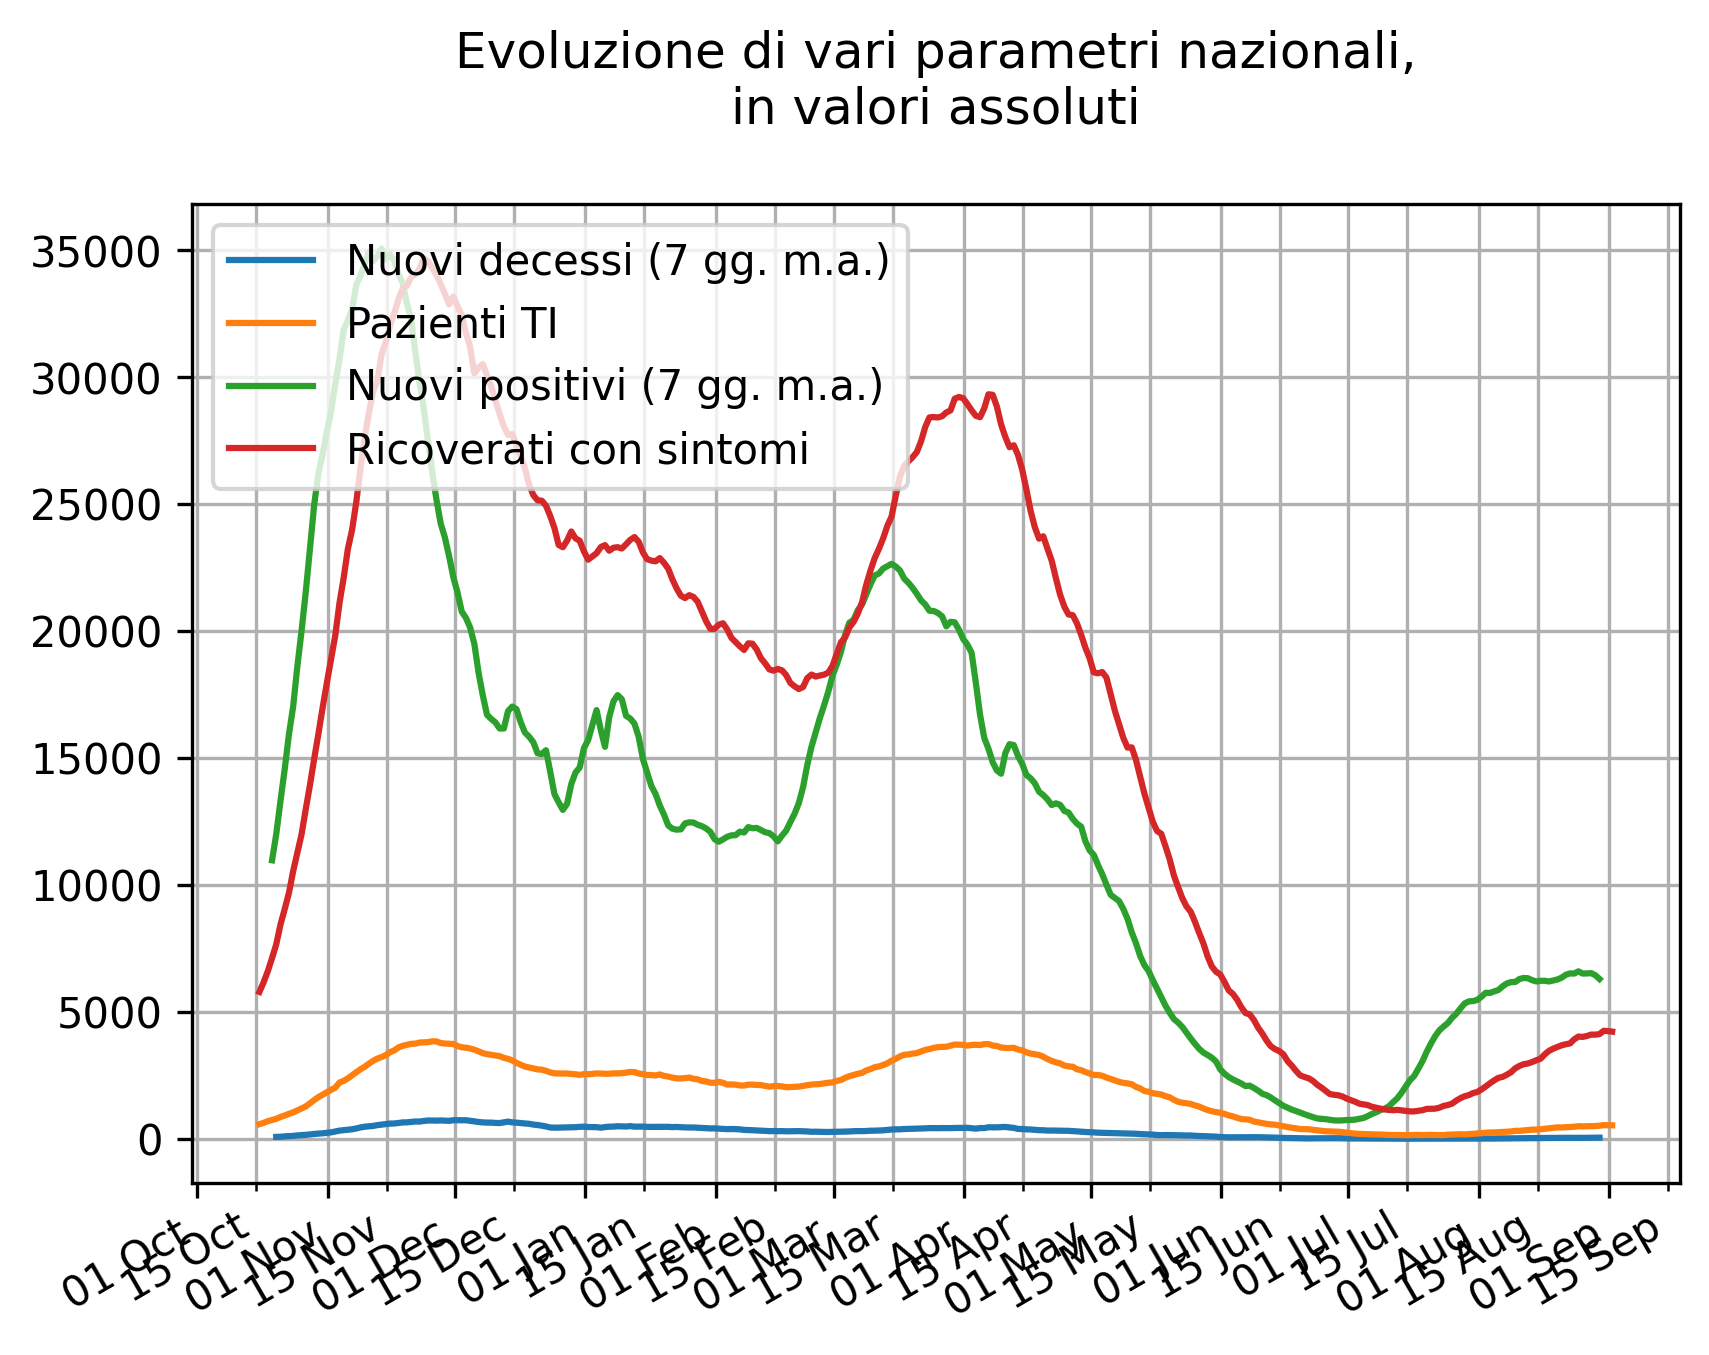 Evoluzione di vari parametri nazionali,
in valori assoluti
35000
30000
25000
20000
15000
10000
5000
0
Nuovi decessi (7 gg. m.a.)
Pazienti TI
Nuovi positivi (7 gg. m.a.)
Ricoverati con sintomi
01 Oct
15 Oct
01 Nov
15 Nov
01 Dec
15 Dec
01 Jan
15 Jan
01 Feb
15 Feb
01 Mar
15 Mar
01 Apr
15 Apr
01 May
15 May
01 Jun
15 Jun
01 Jul
15 Jul
01 Aug
15 Aug
01 Sep
15 Sep